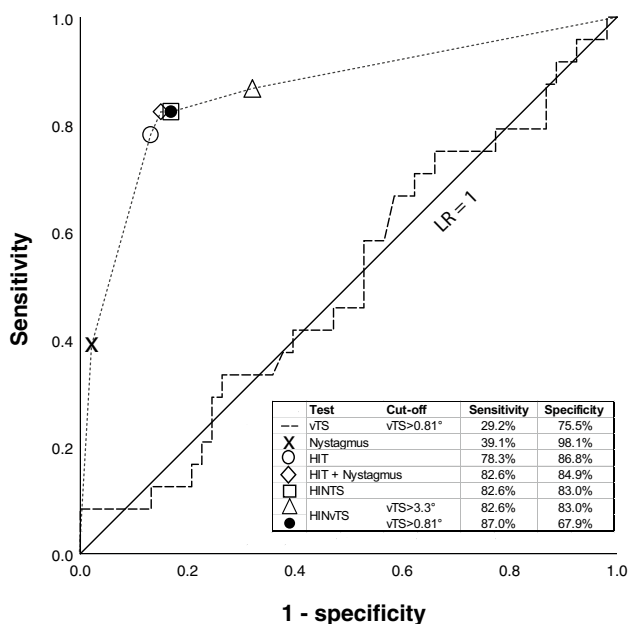 1.0
0.8
0.6
0.4
0.2
0.0
Sensitivity
LR = 1
Test Cut-off Sensitivity Specificity
vTS vTS>0.81° 29.2% 75.5%
X Nystagmus 39.1% 98.1%
HIT 78.3% 86.8%
HIT + Nystagmus 82.6% 84.9%
HINTS 82.6% 83.0%
HINvTS vTS>3.3° 82.6% 83.0%
vTS>0.81° 87.0% 67.9%
X
0.0 0.2 0.4 0.6 0.8 1.0
1 - specificity